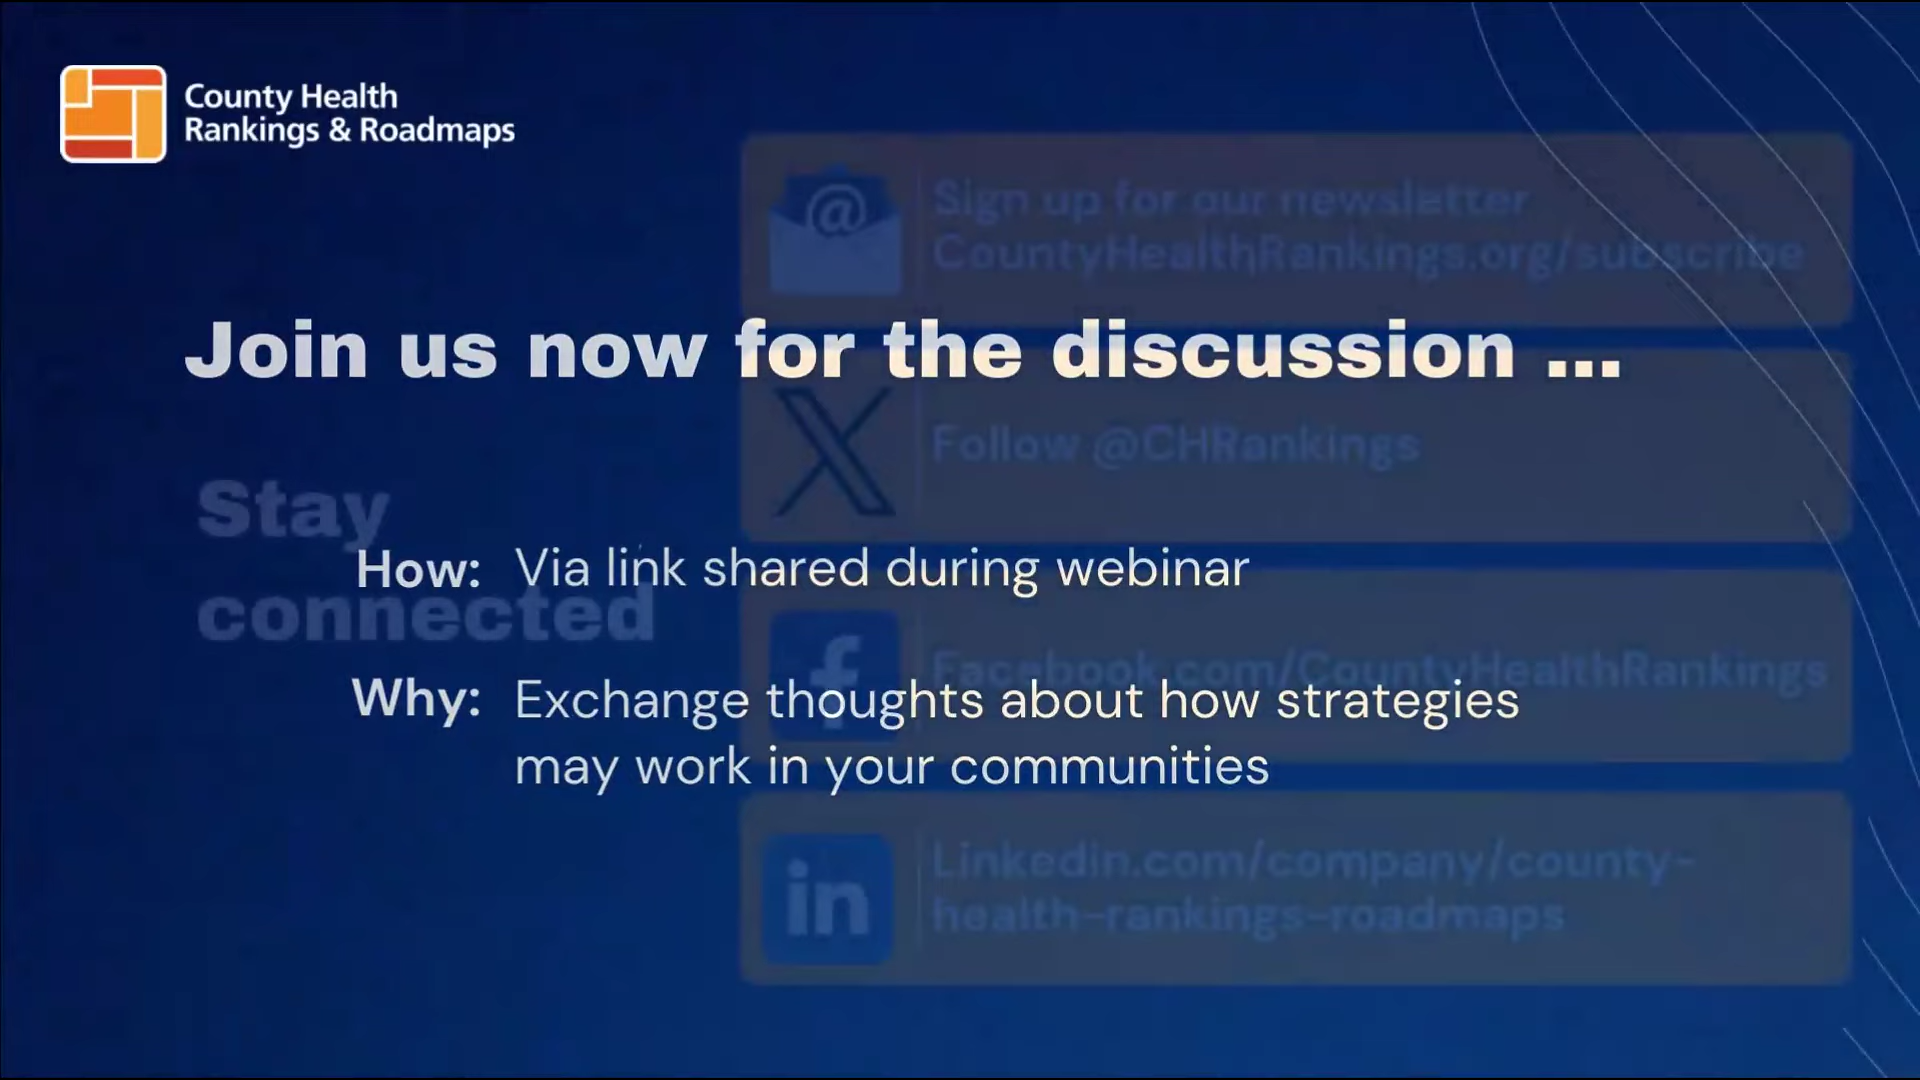 County Health
Rankings & Roadmaps
Join us now for the discussion ...
How: Via link shared during webinar
Why: Exchange thoughts about how strategies
may work in your communities
Stay
connected
@
Sign up for our newsletter
CountyHealthRankings.org/subscribe
X
Follow @CHRankings
f
Facebook.com/CountyHealthRankings
in
Linkedin.com/company/county-
health-rankings-roadmaps